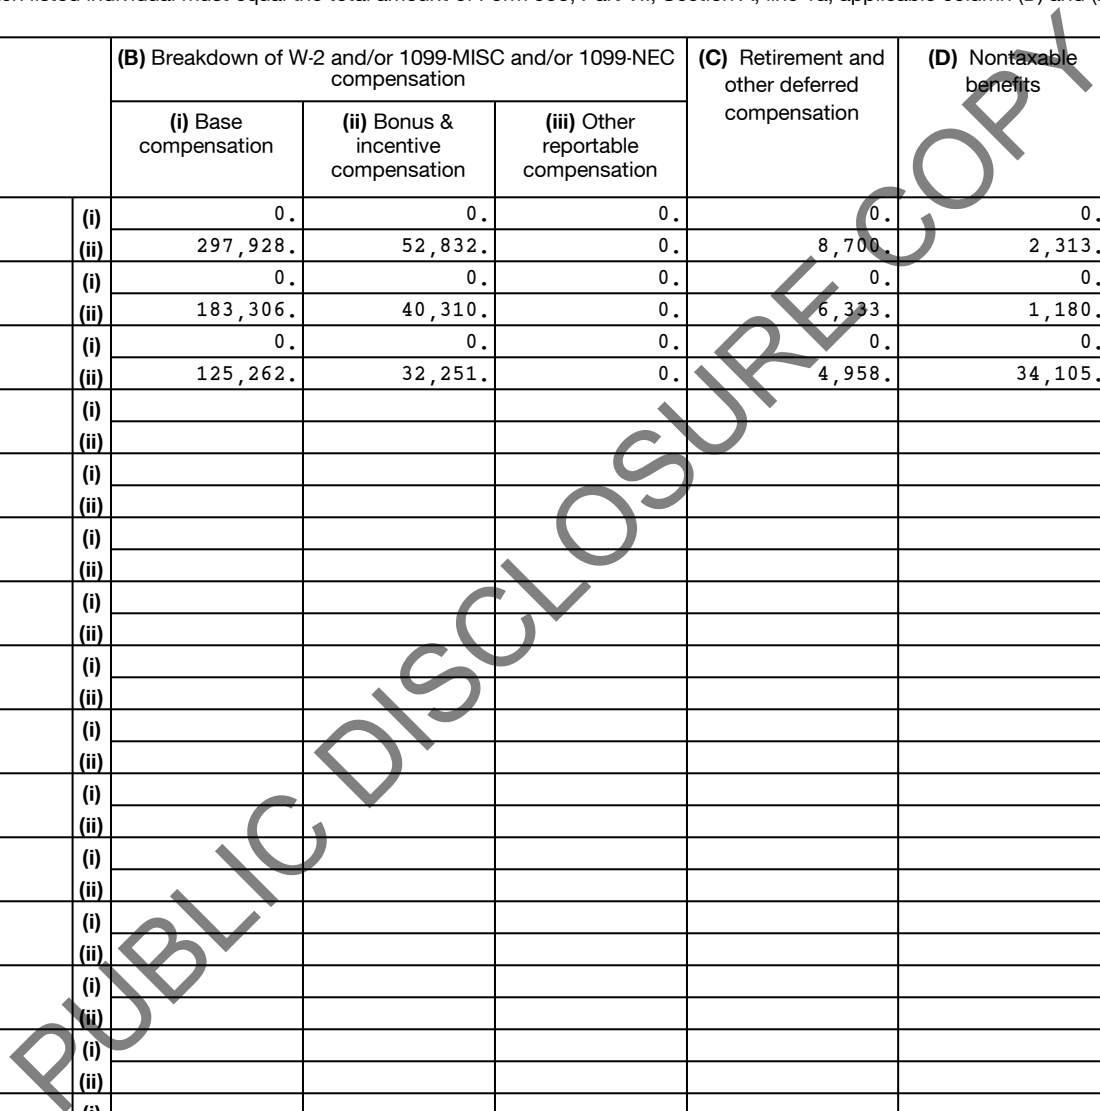 (B) Breakdown of W-2 and/or 1099-MISC and/or 1099-NEC compensation
(C) Retirement and other deferred compensation
(D) Nontaxable benefits
(i) Base compensation
(ii) Bonus & incentive compensation
(iii) Other reportable compensation
(i) 0. 0. 0. 0. 0.
(ii) 297,928. 52,832. 0. 8,700. 2,313.
(i) 0. 0. 0. 0. 0.
(ii) 183,306. 40,310. 0. 6,333. 1,180.
(i) 0. 0. 0. 0. 0.
(ii) 125,262. 32,251. 0. 4,958. 34,105.
(i)
(ii)
(i)
(ii)
(i)
(ii)
(i)
(ii)
(i)
(ii)
(i)
(ii)
(i)
(ii)
(i)
(ii)
(i)
(ii)
(i)
(ii)
(i)
(ii)
(i)
PUBLIC DISCLOSURE COPY